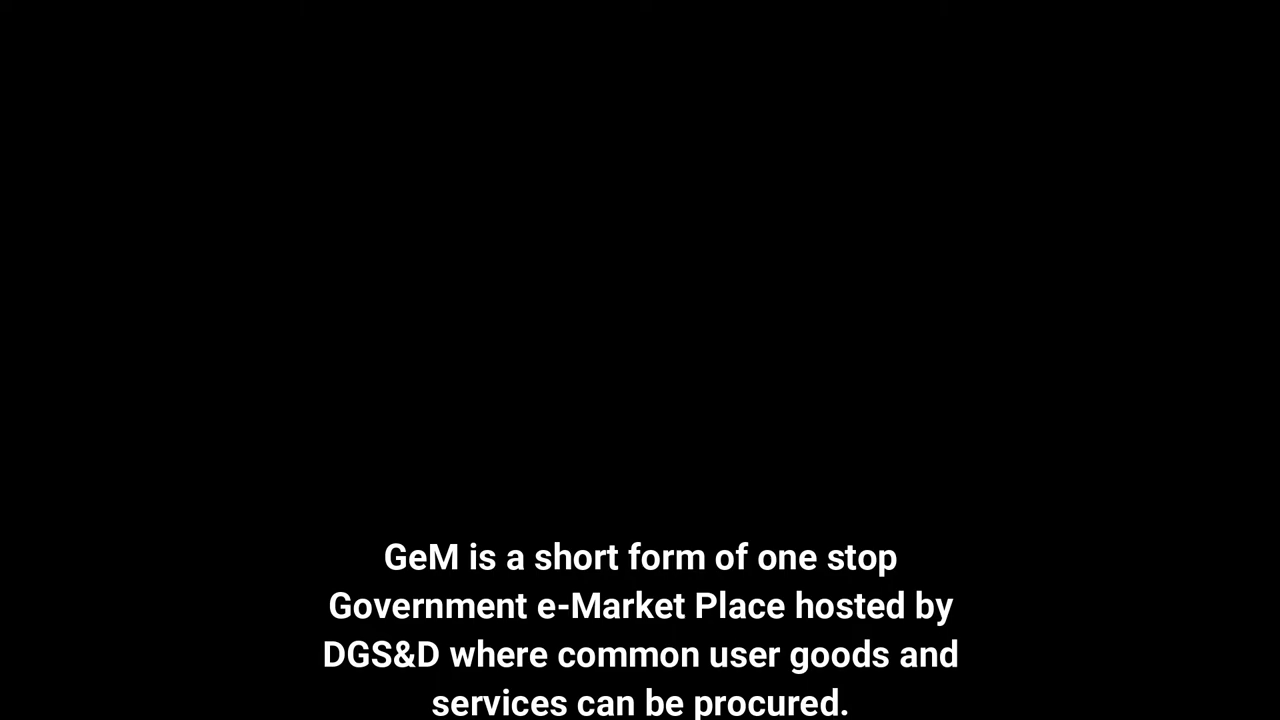 GeM is a short form of one stop
Government e-Market Place hosted by
DGS&D where common user goods and
services can be procured.